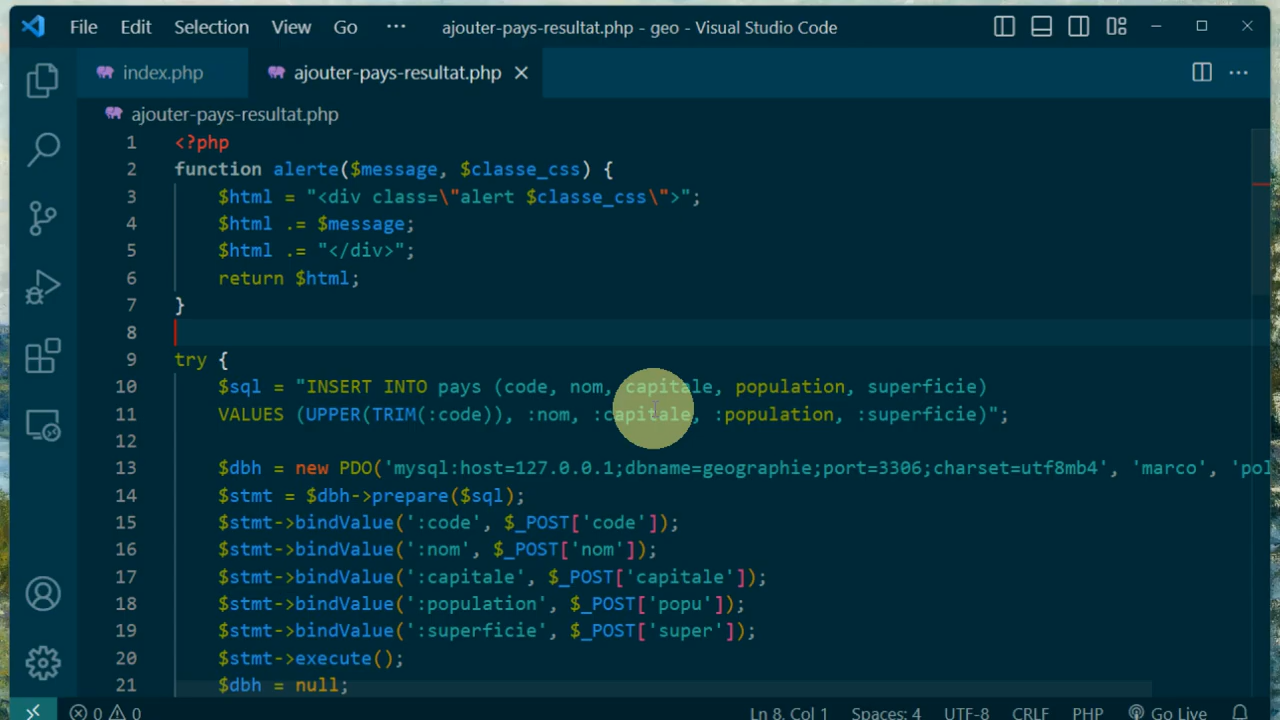 File Edit Selection View Go ··· ajouter-pays-resultat.php - geo - Visual Studio Code
index.php ajouter-pays-resultat.php
ajouter-pays-resultat.php
1 <?php
2 function alerte($message, $classe_css) {
3 $html = "<div class=\"alert $classe_css\">";
4 $html .= $message;
5 $html .= "</div>";
6 return $html;
7 }
8
9 try {
10 $sql = "INSERT INTO pays (code, nom, capitale, population, superficie)
11 VALUES (UPPER(TRIM(:code)), :nom, :capitale, :population, :superficie)";
12
13 $dbh = new PDO('mysql:host=127.0.0.1;dbname=geographie;port=3306;charset=utf8mb4', 'marco', 'pol
14 $stmt = $dbh->prepare($sql);
15 $stmt->bindValue(':code', $_POST['code']);
16 $stmt->bindValue(':nom', $_POST['nom']);
17 $stmt->bindValue(':capitale', $_POST['capitale']);
18 $stmt->bindValue(':population', $_POST['popu']);
19 $stmt->bindValue(':superficie', $_POST['super']);
20 $stmt->execute();
21 $dbh = null;
0 0 Ln 8, Col 1 Spaces: 4 UTF-8 CRLF PHP Go Live